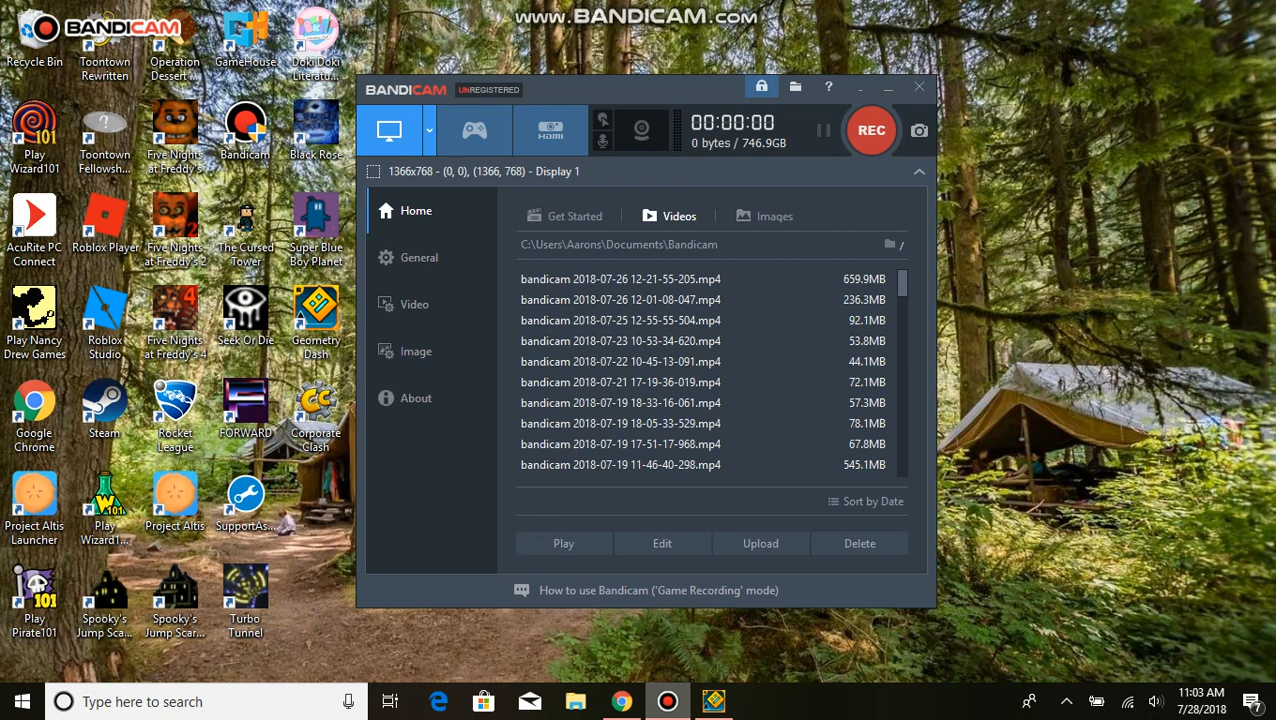 www.BANDICAM.com
BANDICAM
Recycle Bin
Toontown
Rewritten
Operation
Dessert ...
GameHouse
Doki Doki
Literatu...
Play
Wizard101
Toontown
Fellowsh...
Five Nights
at Freddy's
Bandicam
Black Rose
AcuRite PC
Connect
Roblox Player
Five Nights
at Freddy's 2
The Cursed
Tower
Super Blue
Boy Planet
Play Nancy
Drew Games
Roblox
Studio
Five Nights
at Freddy's 4
Seek Or Die
Geometry
Dash
Google
Chrome
Steam
Rocket
League
FORWARD
Corporate
Clash
Project Altis
Launcher
Play
Wizard1...
Project Altis
SupportAs...
Play
Pirate101
Spooky's
Jump Sca...
Spooky's
Jump Scar...
Turbo
Tunnel
BANDICAM UNREGISTERED
?
HDMI
00:00:00
0 bytes / 746.9GB
REC
1366x768 - (0, 0), (1366, 768) - Display 1
Home
General
Video
Image
About
Get Started
Videos
Images
C:\Users\Aarons\Documents\Bandicam
/
bandicam 2018-07-26 12-21-55-205.mp4 659.9MB
bandicam 2018-07-26 12-01-08-047.mp4 236.3MB
bandicam 2018-07-25 12-55-55-504.mp4 92.1MB
bandicam 2018-07-23 10-53-34-620.mp4 53.8MB
bandicam 2018-07-22 10-45-13-091.mp4 44.1MB
bandicam 2018-07-21 17-19-36-019.mp4 72.1MB
bandicam 2018-07-19 18-33-16-061.mp4 57.3MB
bandicam 2018-07-19 18-05-33-529.mp4 78.1MB
bandicam 2018-07-19 17-51-17-968.mp4 67.8MB
bandicam 2018-07-19 11-46-40-298.mp4 545.1MB
Sort by Date
Play
Edit
Upload
Delete
How to use Bandicam ('Game Recording' mode)
Type here to search
11:03 AM
7/28/2018
7